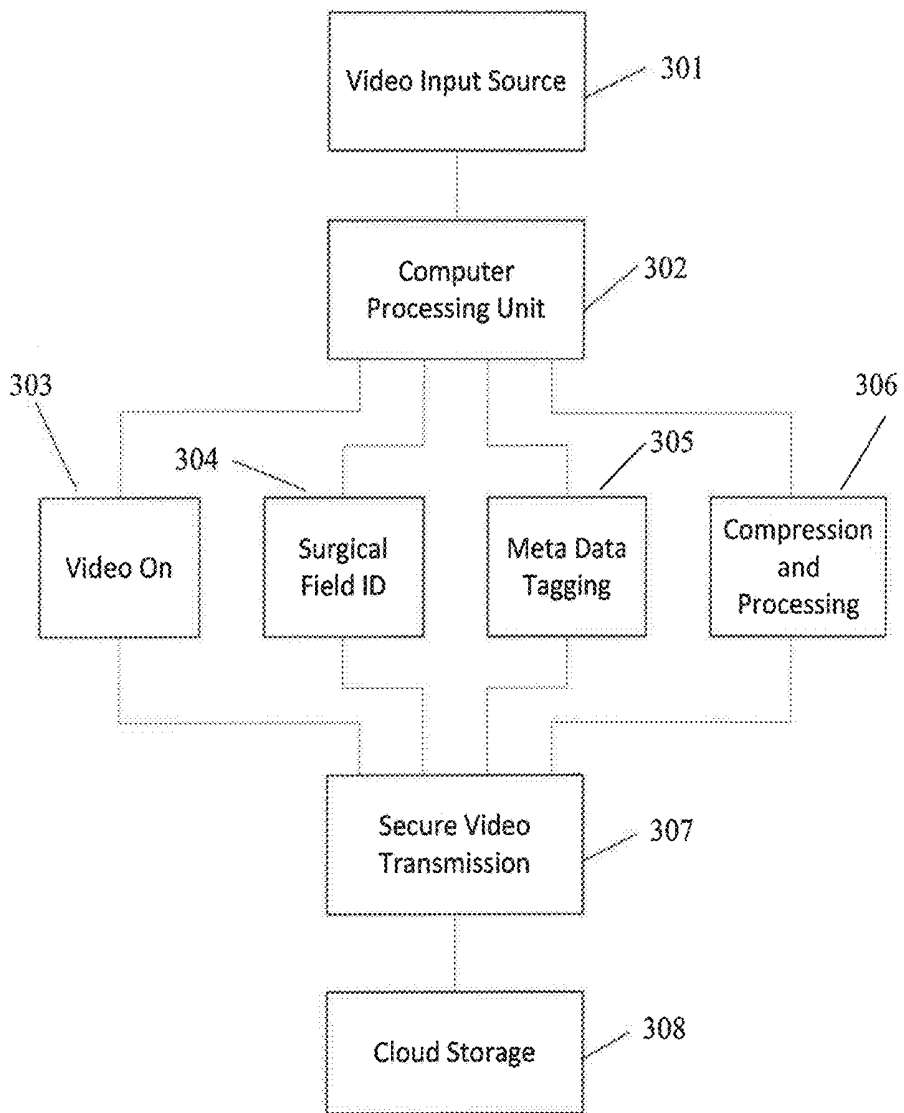 Video Input Source
301
Computer
Processing Unit
302
303
304
305
306
Video On
Surgical
Field ID
Meta Data
Tagging
Compression
and
Processing
Secure Video
Transmission
307
Cloud Storage
308